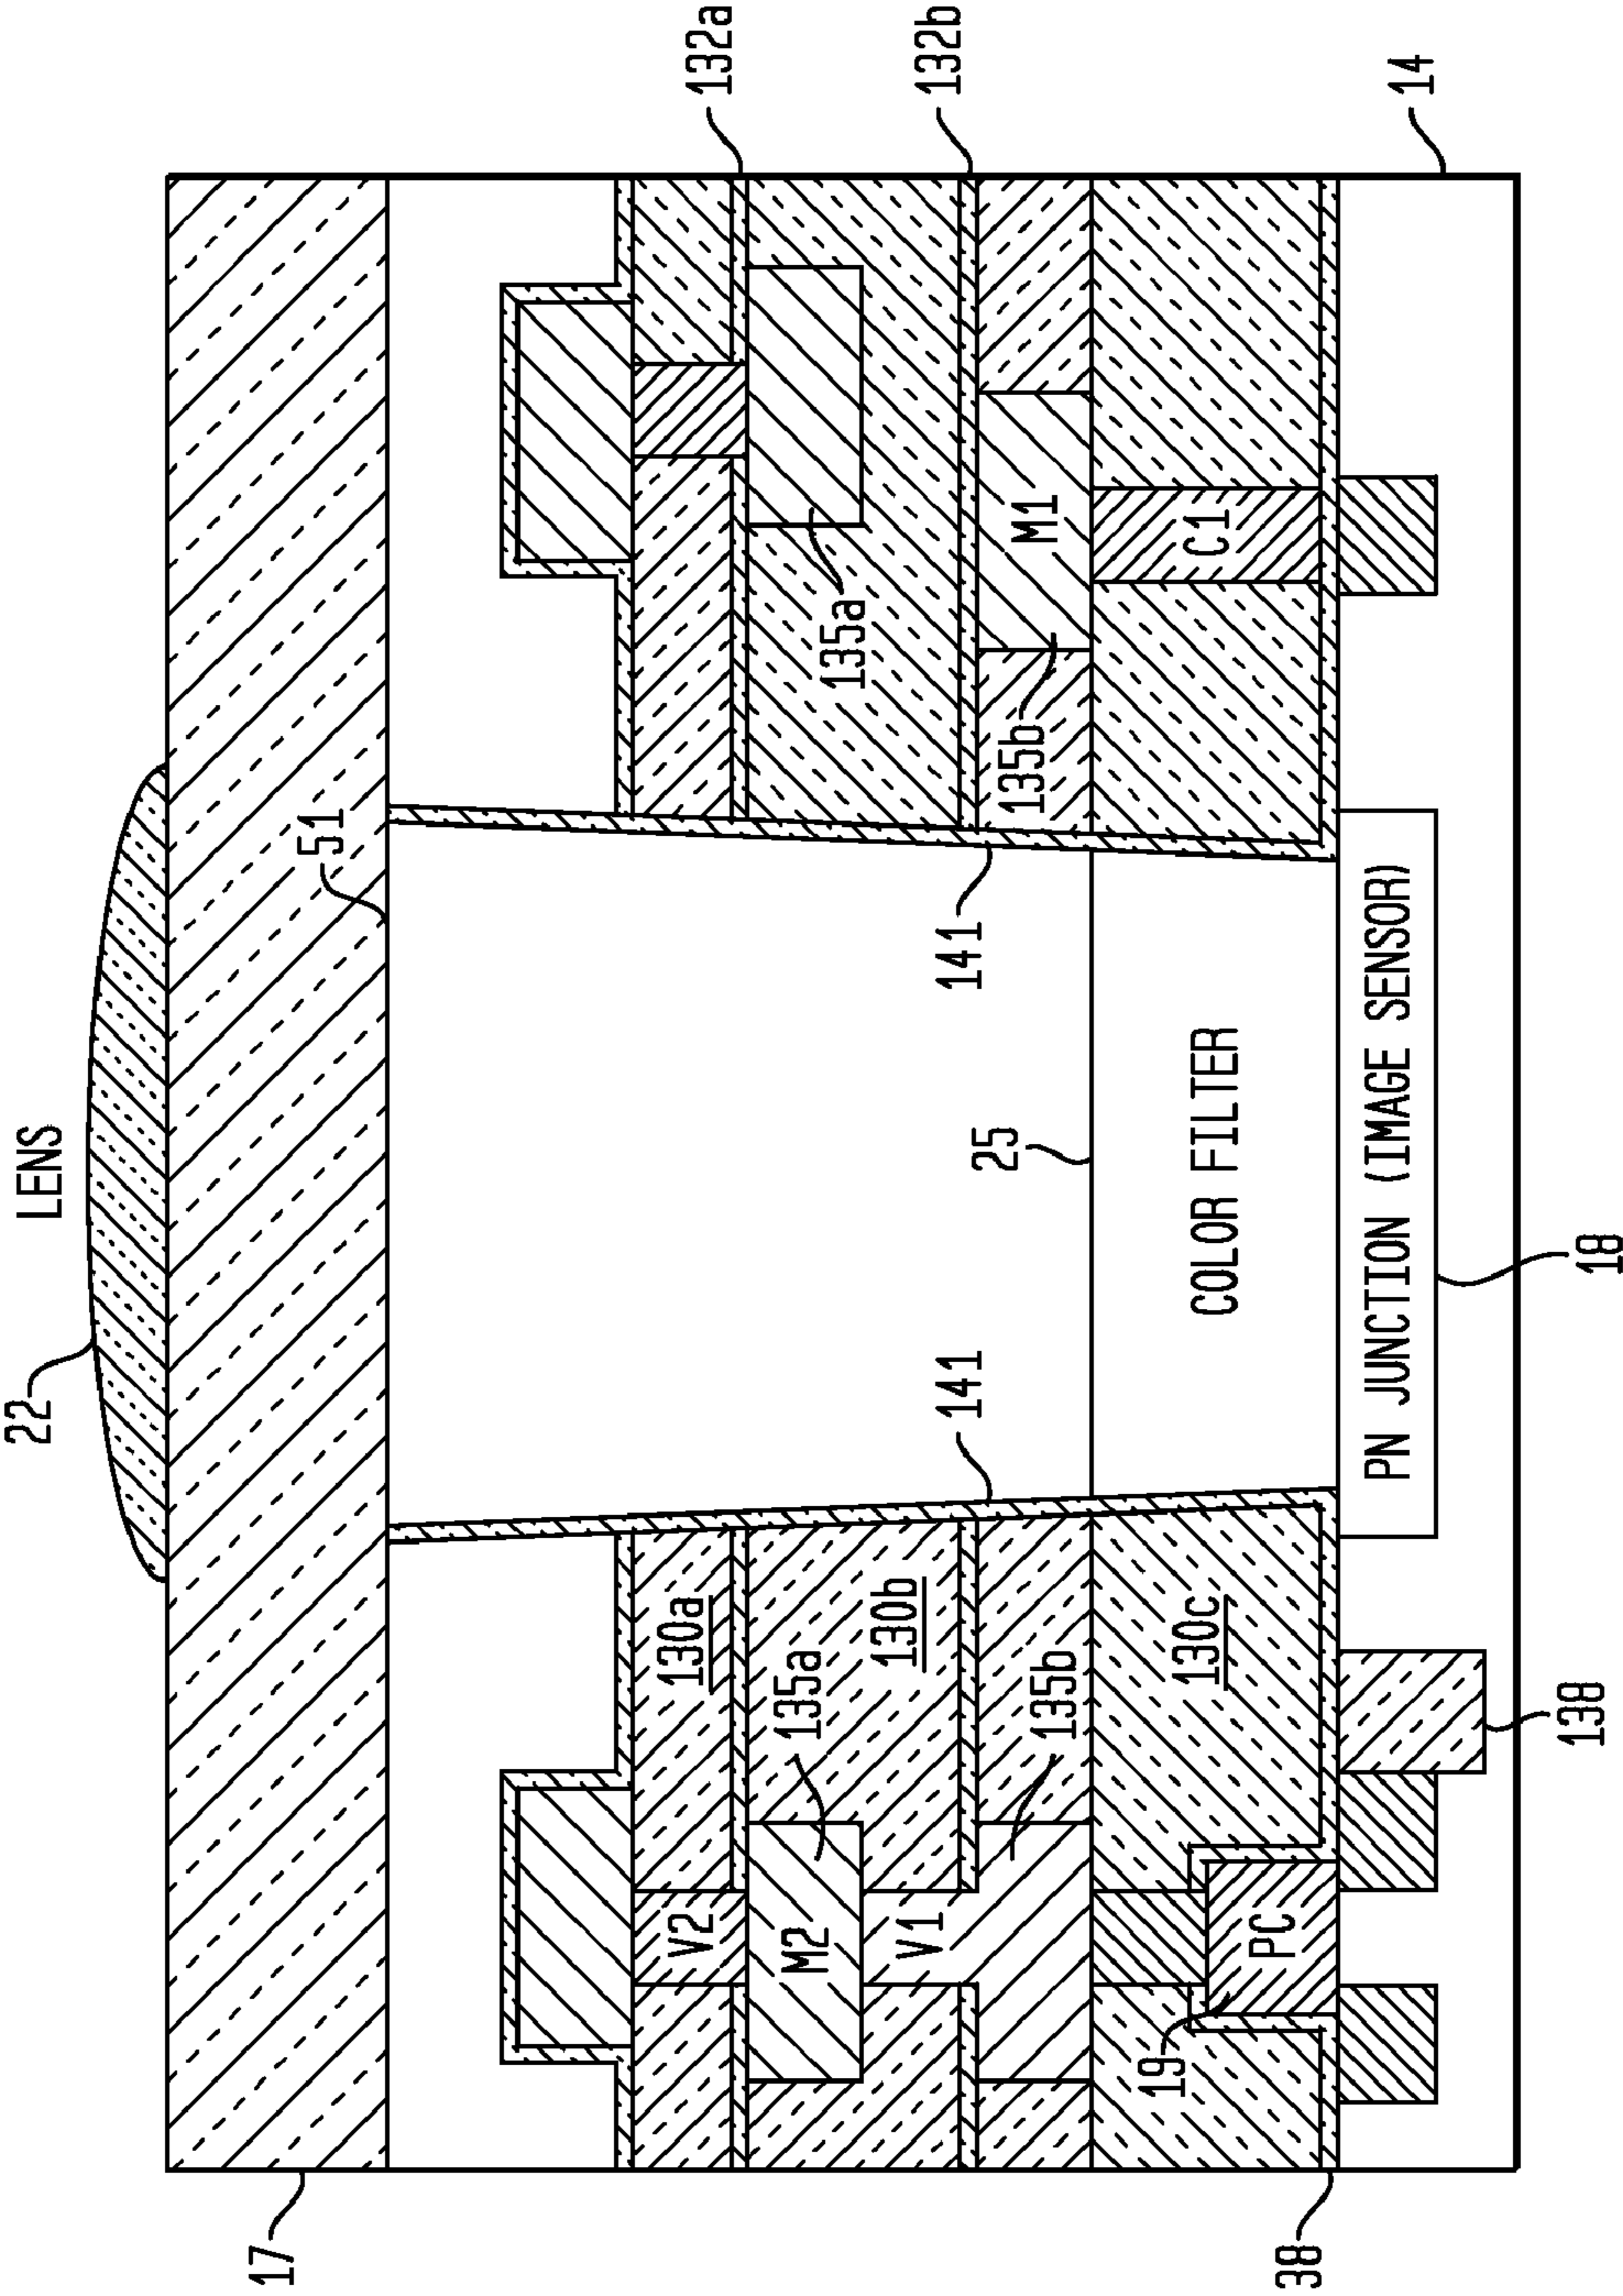 LENS
22
17
51
132a
132b
14
141
141
130a
130b
130c
135a
135a
135b
135b
V2
M2
V1
M1
C1
PC
19
25
COLOR FILTER
PN JUNCTION (IMAGE SENSOR)
18
138
38